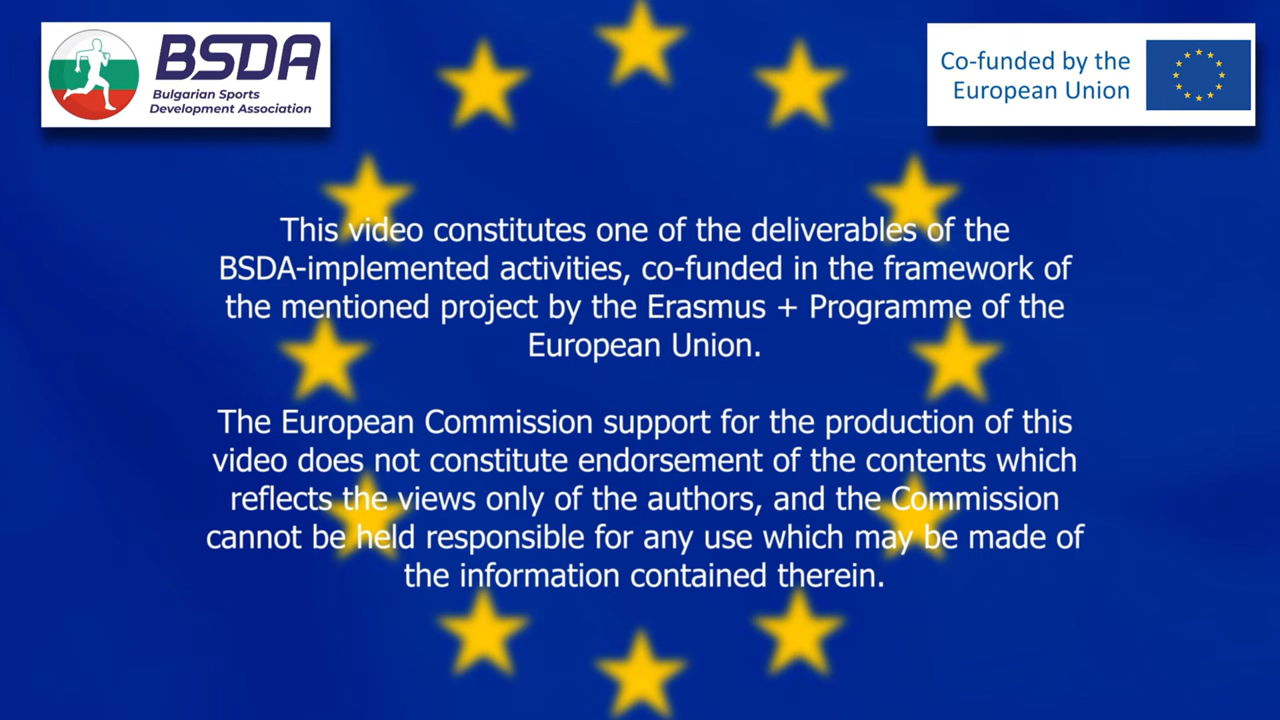 BSDA
Bulgarian Sports
Development Association
Co-funded by the
European Union
This video constitutes one of the deliverables of the
BSDA-implemented activities, co-funded in the framework of
the mentioned project by the Erasmus + Programme of the
European Union.
The European Commission support for the production of this
video does not constitute endorsement of the contents which
reflects the views only of the authors, and the Commission
cannot be held responsible for any use which may be made of
the information contained therein.